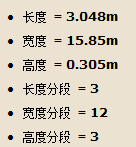 长度 = 3.048m
宽度 = 15.85m
高度 = 0.305m
长度分段 = 3
宽度分段 = 12
高度分段 = 3